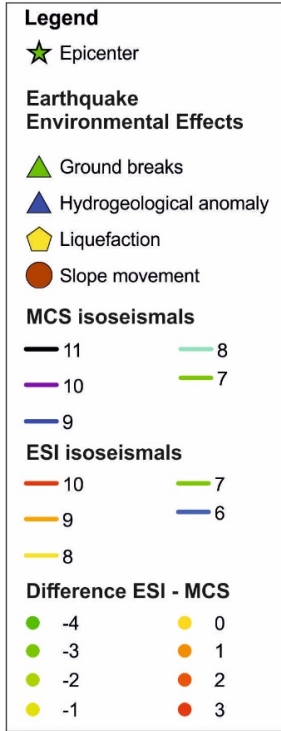 Legend
Epicenter
Earthquake
Environmental Effects
Ground breaks
Hydrogeological anomaly
Liquefaction
Slope movement
MCS isoseismals
11
10
9
8
7
ESI isoseismals
10
9
8
7
6
Difference ESI - MCS
-4
-3
-2
-1
0
1
2
3